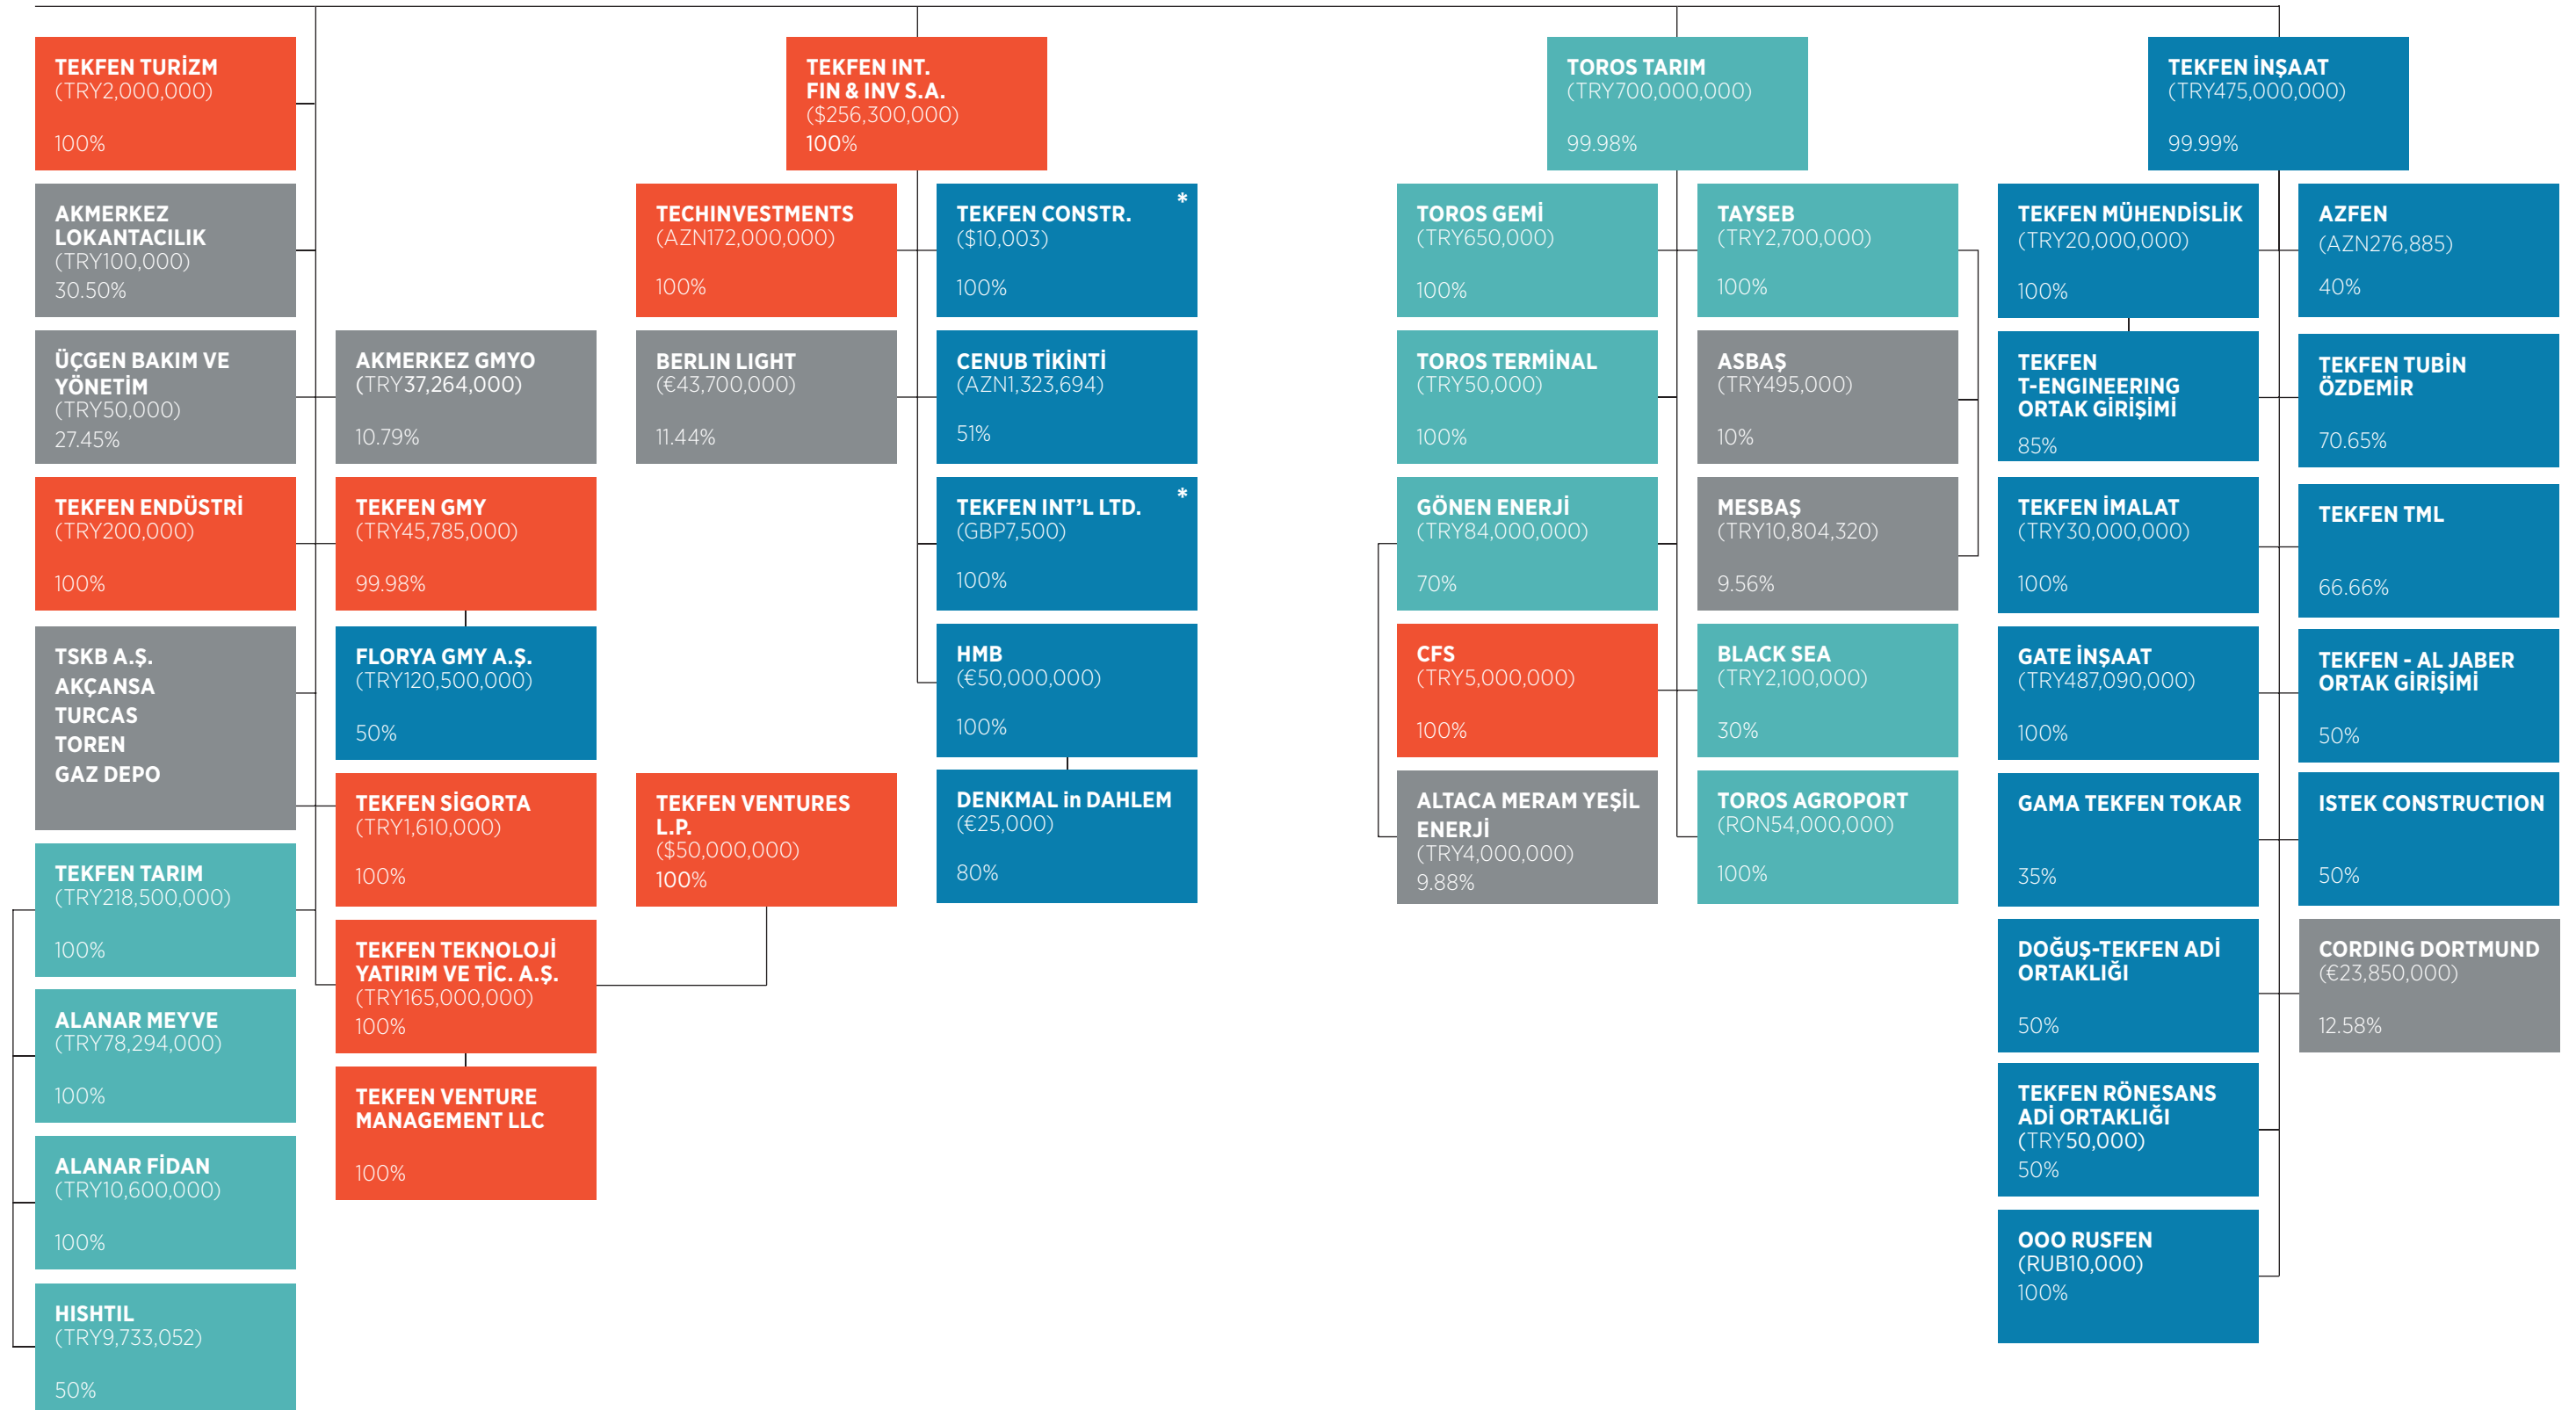 TEKFEN TURİZM
(TRY2,000,000)
100%
AKMERKEZ
LOKANTACILIK
(TRY100,000)
30.50%
ÜÇGEN BAKIM VE
YÖNETİM
(TRY50,000)
27.45%
AKMERKEZ GMYO
(TRY37,264,000)
10.79%
TEKFEN ENDÜSTRİ
(TRY200,000)
100%
TEKFEN GMY
(TRY45,785,000)
99.98%
TSKB A.Ş.
AKÇANSA
TURCAS
TOREN
GAZ DEPO
FLORYA GMY A.Ş.
(TRY120,500,000)
50%
TEKFEN SİGORTA
(TRY1,610,000)
100%
TEKFEN TARIM
(TRY218,500,000)
100%
TEKFEN TEKNOLOJİ
YATIRIM VE TİC. A.Ş.
(TRY165,000,000)
100%
ALANAR MEYVE
(TRY78,294,000)
100%
TEKFEN VENTURE
MANAGEMENT LLC
100%
ALANAR FİDAN
(TRY10,600,000)
100%
HISHTIL
(TRY9,733,052)
50%
TEKFEN INT.
FIN & INV S.A.
($256,300,000)
100%
TECHINVESTMENTS
(AZN172,000,000)
100%
TEKFEN CONSTR. *
($10,003)
100%
BERLIN LIGHT
(€43,700,000)
11.44%
CENUB TİKİNTİ
(AZN1,323,694)
51%
TEKFEN INT’L LTD. *
(GBP7,500)
100%
HMB
(€50,000,000)
100%
TEKFEN VENTURES
L.P.
($50,000,000)
100%
DENKMAL in DAHLEM
(€25,000)
80%
TOROS TARIM
(TRY700,000,000)
99.98%
TOROS GEMİ
(TRY650,000)
100%
TAYSEB
(TRY2,700,000)
100%
TOROS TERMİNAL
(TRY50,000)
100%
ASBAŞ
(TRY495,000)
10%
GÖNEN ENERJİ
(TRY84,000,000)
70%
MESBAŞ
(TRY10,804,320)
9.56%
CFS
(TRY5,000,000)
100%
BLACK SEA
(TRY2,100,000)
30%
ALTACA MERAM YEŞİL
ENERJİ
(TRY4,000,000)
9.88%
TOROS AGROPORT
(RON54,000,000)
100%
TEKFEN İNŞAAT
(TRY475,000,000)
99.99%
TEKFEN MÜHENDİSLİK
(TRY20,000,000)
100%
AZFEN
(AZN276,885)
40%
TEKFEN
T-ENGINEERING
ORTAK GİRİŞİMİ
85%
TEKFEN TUBIN
ÖZDEMİR
70.65%
TEKFEN İMALAT
(TRY30,000,000)
100%
TEKFEN TML
66.66%
GATE İNŞAAT
(TRY487,090,000)
100%
TEKFEN - AL JABER
ORTAK GİRİŞİMİ
50%
GAMA TEKFEN TOKAR
35%
ISTEK CONSTRUCTION
50%
DOĞUŞ-TEKFEN ADİ
ORTAKLIĞI
50%
CORDING DORTMUND
(€23,850,000)
12.58%
TEKFEN RÖNESANS
ADİ ORTAKLIĞI
(TRY50,000)
50%
OOO RUSFEN
(RUB10,000)
100%